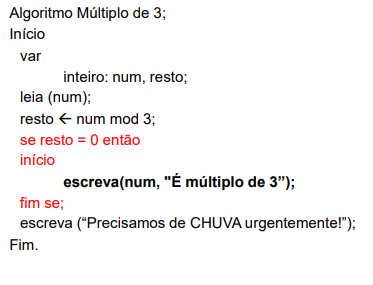 Algoritmo Múltiplo de 3;
Início
var
inteiro: num, resto;
leia (num);
resto ← num mod 3;
se resto = 0 então
início
escreva(num, "É múltiplo de 3”);
fim se;
escreva (“Precisamos de CHUVA urgentemente!”);
Fim.